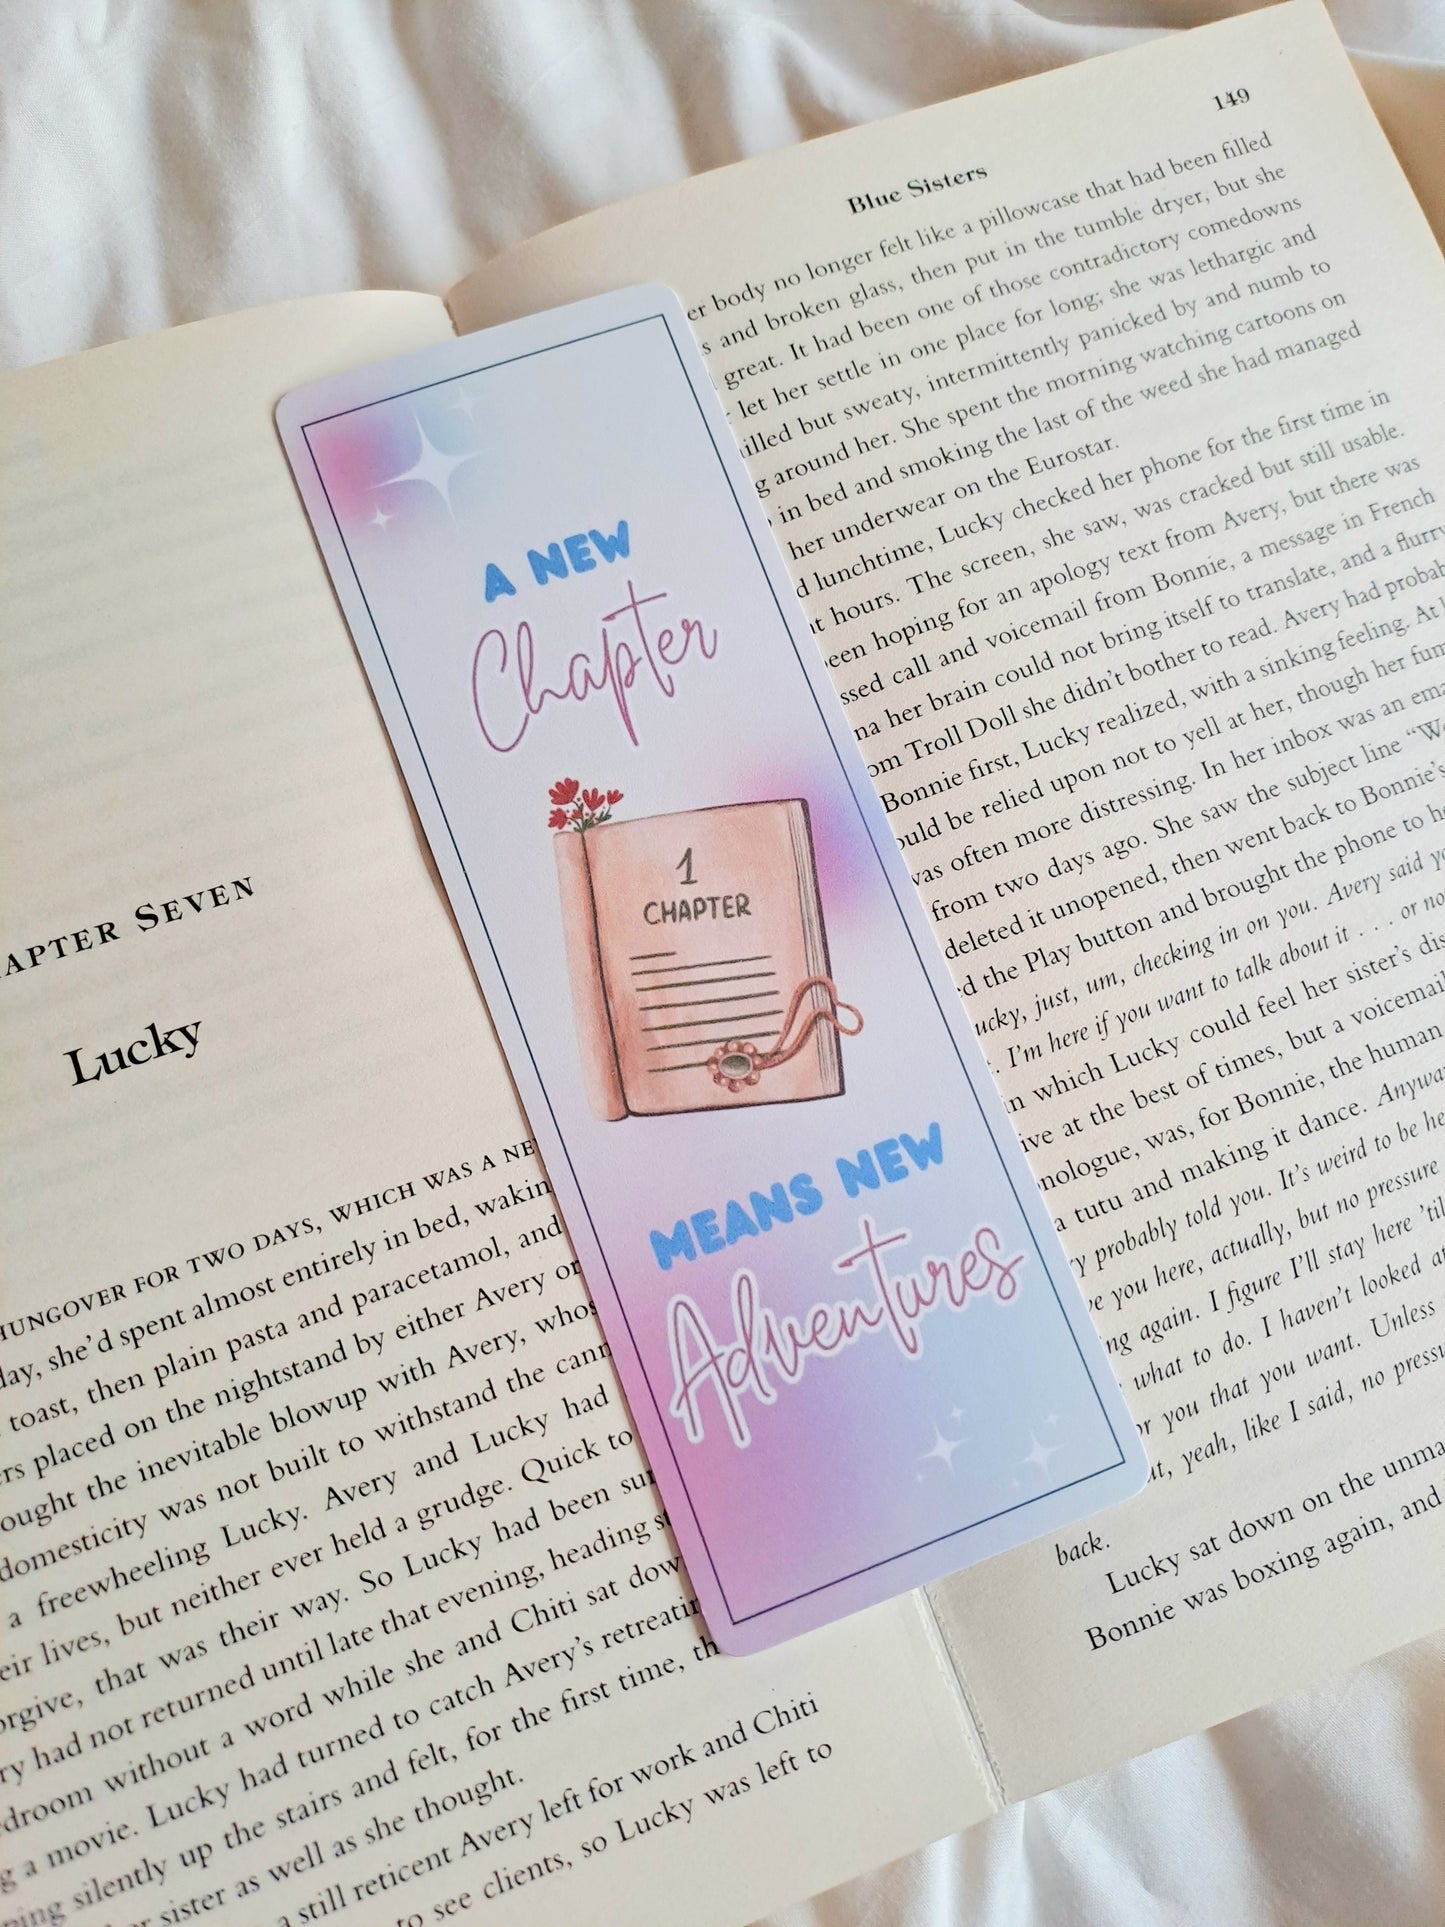 CHAPTER SEVEN
Lucky
HUNGOVER FOR TWO DAYS, WHICH WAS A
she'd spent almost entirely in bed,
toast, then plain pasta and paracetamol, and
placed on the nightstand by either Avery or
the inevitable blowup with Avery,
domesticity was not built to withstand the
a freewheeling Lucky. Avery and Lucky had
lives, but neither ever held a grudge. Quick to
that was their way. So Lucky had been
had not returned until late that evening, heading
without a word while she and Chiti sat
a movie. Lucky had turned to catch Avery's
silently up the stairs and felt, for the first time,
sister as well as she thought.
a still reticent Avery left for work and Chiti
to see clients, so Lucky was left to
A NEW
Chapter
1
CHAPTER
MEANS NEW
Adventures
149
Blue Sisters
body no longer felt like a pillowcase that had been filled
and broken glass, then put in the tumble dryer, but she
great. It had been one of those contradictory comedowns
let her settle in one place for long; she was lethargic and
but sweaty, intermittently panicked by and numb to
around her. She spent the morning watching cartoons on
in bed and smoking the last of the weed she had managed
her underwear on the Eurostar.
lunchtime, Lucky checked her phone for the first time in
hours. The screen, she saw, was cracked but still usable.
hoping for an apology text from Avery, but there was
call and voicemail from Bonnie, a message in French
her brain could not bring itself to translate, and a flurry
Troll Doll she didn't bother to read. Avery had
Bonnie first, Lucky realized, with a sinking feeling. At
be relied upon not to yell at her, though her
often more distressing. In her inbox was an
from two days ago. She saw the subject line
deleted it unopened, then went back to Bonnie's
the Play button and brought the phone to
just, um, checking in on you. Avery said
I'm here if you want to talk about it . . . or
in which Lucky could feel her sister's
at the best of times, but a
was, for Bonnie, the human
a tutu and making it dance. Anyway
probably told you. It's weird to be
you here, actually, but no pressure
again. I figure I'll stay here 'til
what to do. I haven't looked
you that you want. Unless
yeah, like I said, no
back.
Lucky sat down on the
Bonnie was boxing again, and